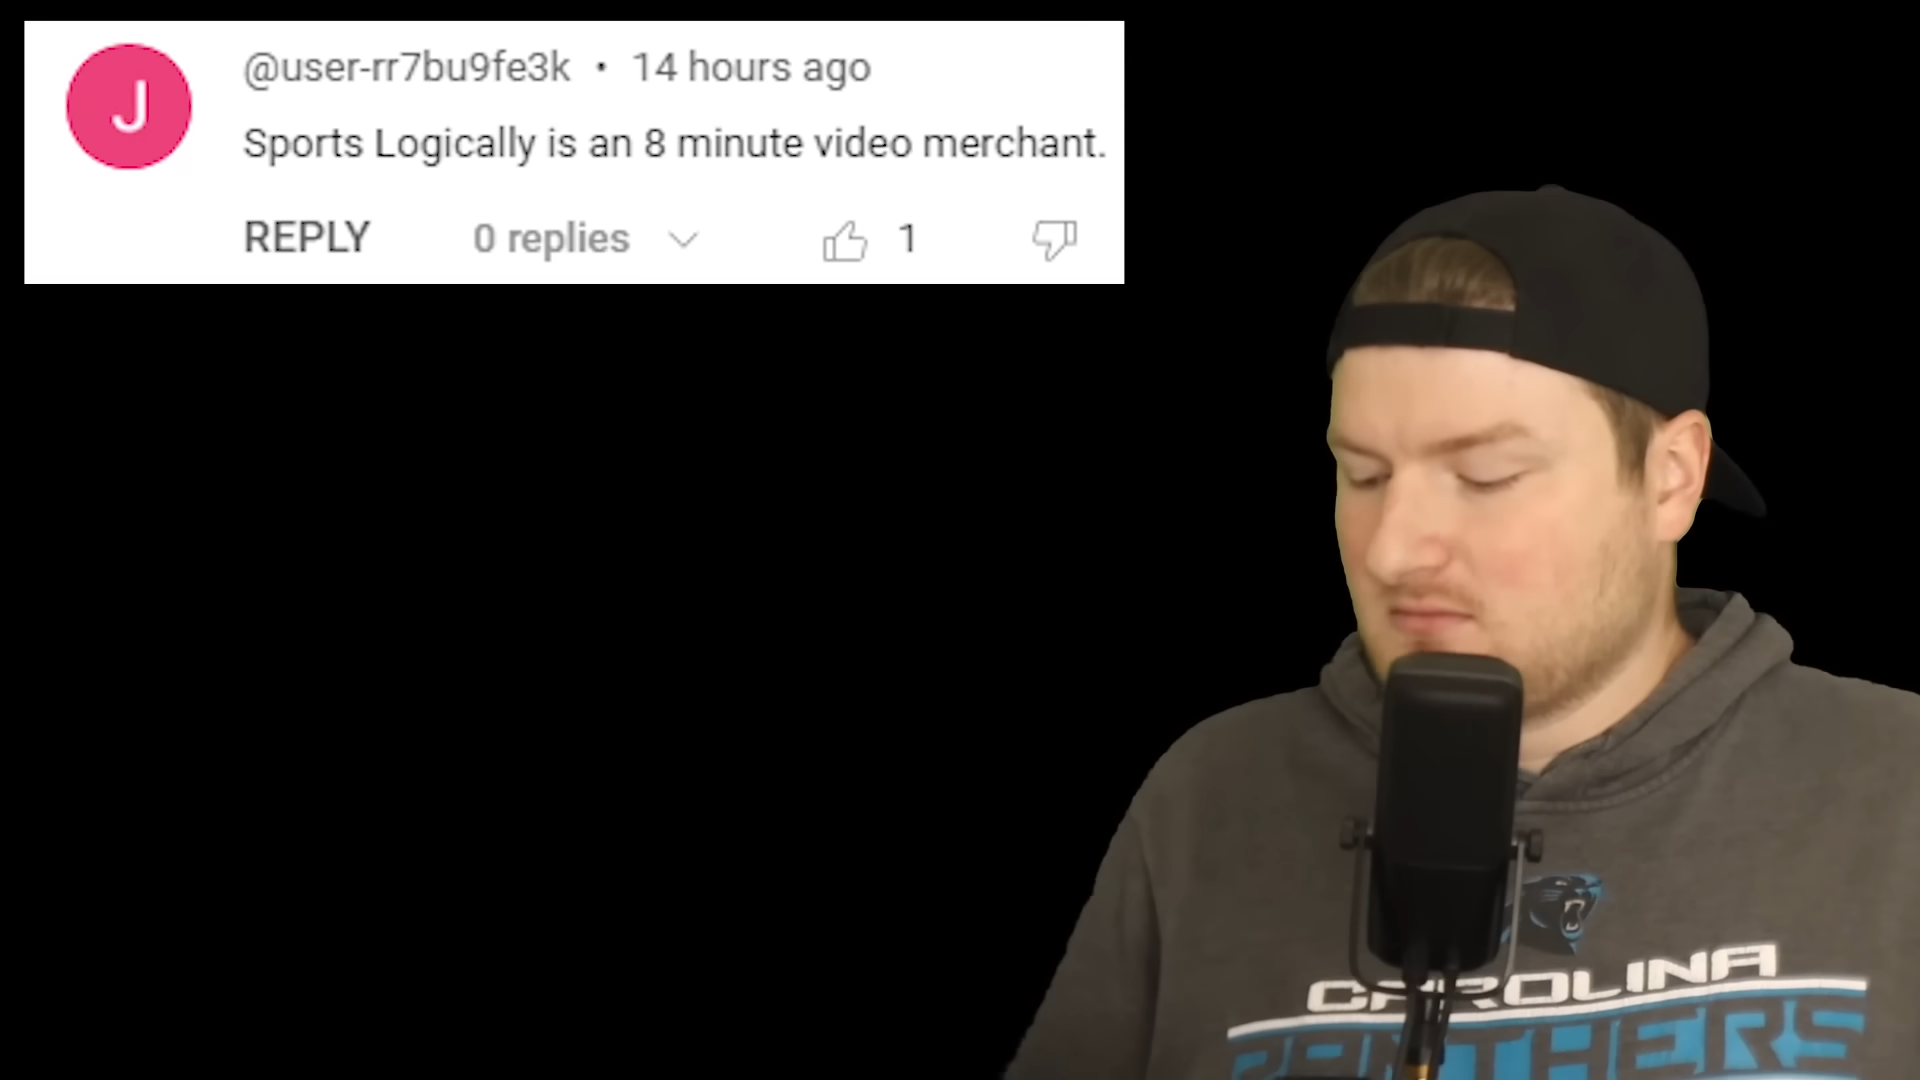 J
@user-rr7bu9fe3k • 14 hours ago
Sports Logically is an 8 minute video merchant.
REPLY 0 replies 1
CAROLINA
PANTHERS